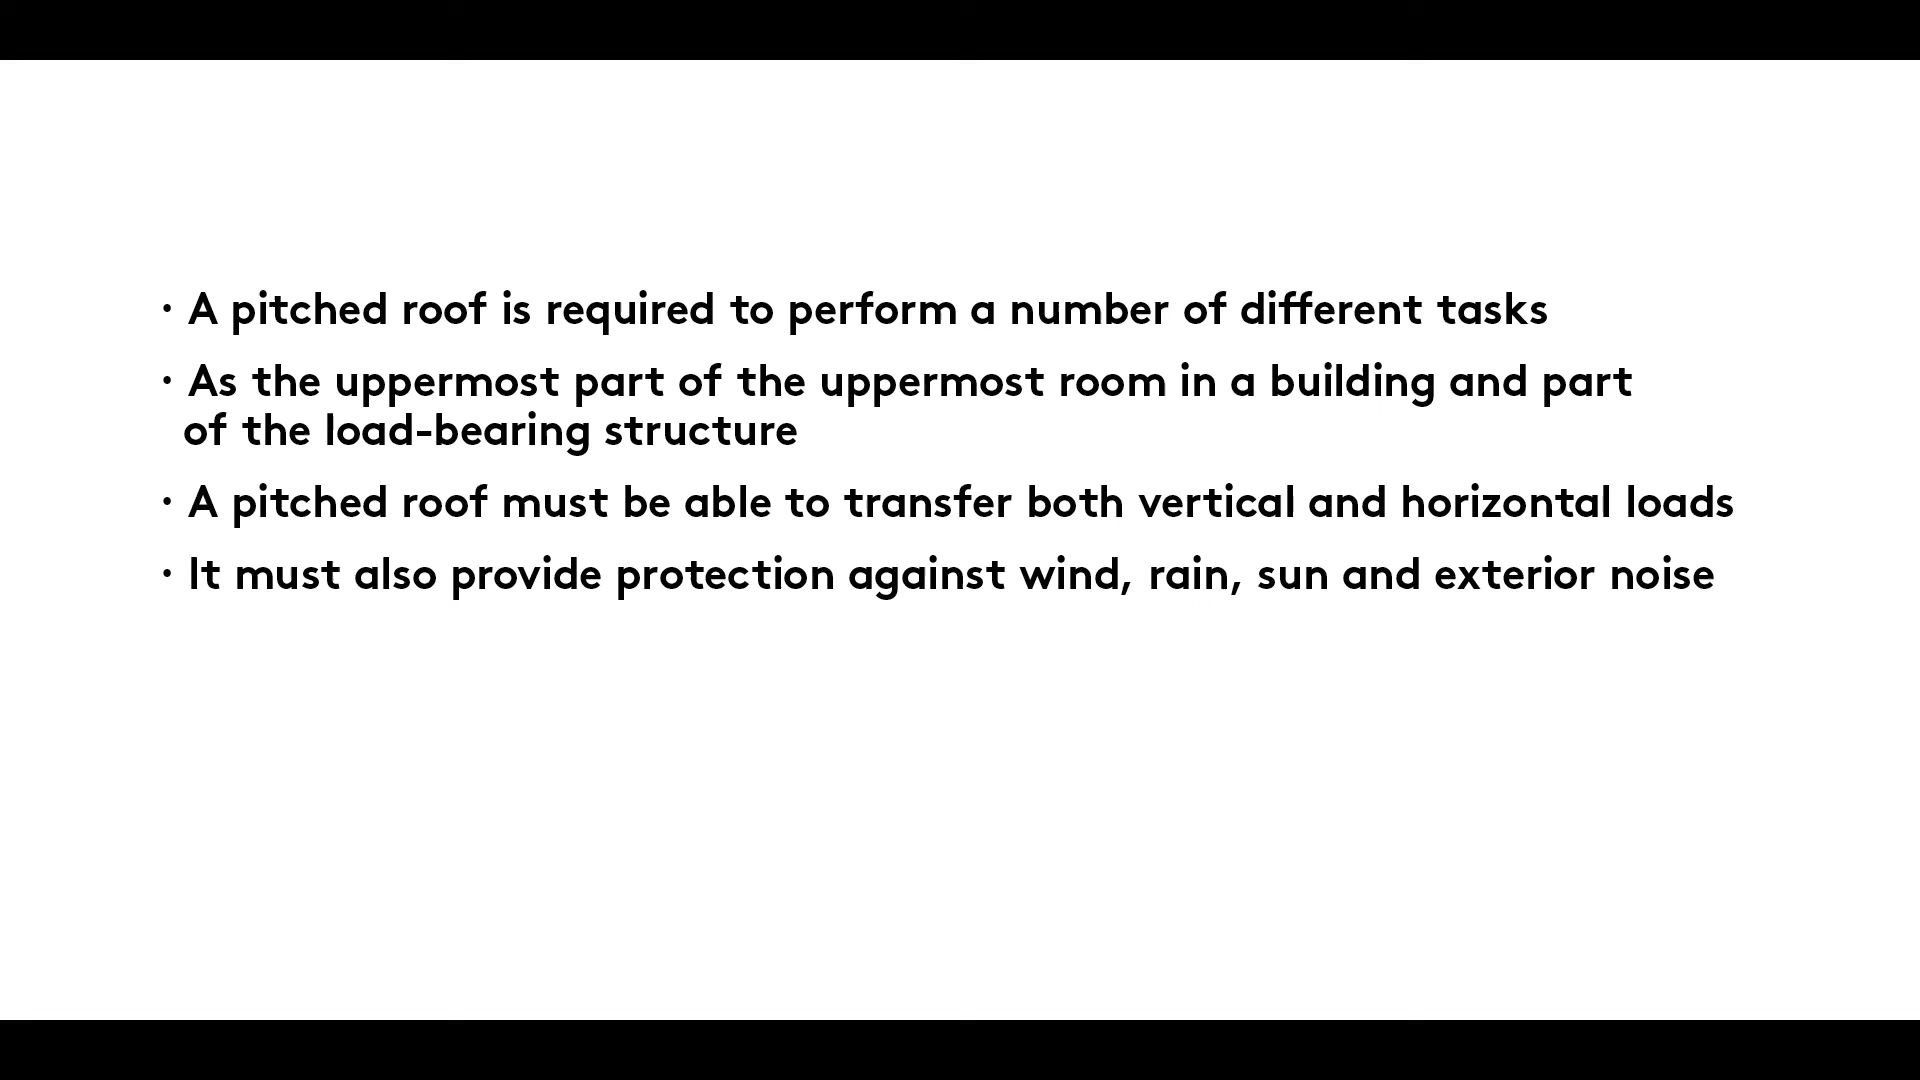 · A pitched roof is required to perform a number of different tasks
· As the uppermost part of the uppermost room in a building and part
of the load-bearing structure
· A pitched roof must be able to transfer both vertical and horizontal loads
· It must also provide protection against wind, rain, sun and exterior noise